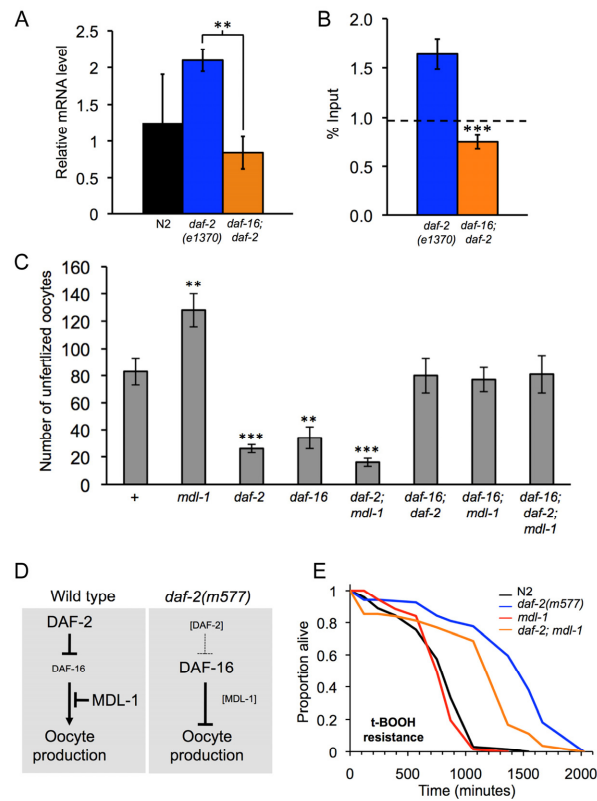 A
**
Relative mRNA level
2.5
2
1.5
1
0.5
0
N2
daf-2
(e1370)
daf-16;
daf-2
B
% Input
2.0
1.5
1.0
0.5
0
***
daf-2
(e1370)
daf-16;
daf-2
C
Number of unfertilized oocytes
160
140
120
100
80
60
40
20
0
**
***
**
***
+
mdl-1
daf-2
daf-16
daf-2;
mdl-1
daf-16;
daf-2
daf-16;
mdl-1
daf-16;
daf-2;
mdl-1
D
Wild type
DAF-2
DAF-16
MDL-1
Oocyte
production
daf-2(m577)
[DAF-2]
DAF-16
[MDL-1]
Oocyte
production
E
N2
daf-2(m577)
mdl-1
daf-2; mdl-1
Proportion alive
1
0.8
0.6
0.4
0.2
0
t-BOOH
resistance
0 500 1000 1500 2000
Time (minutes)